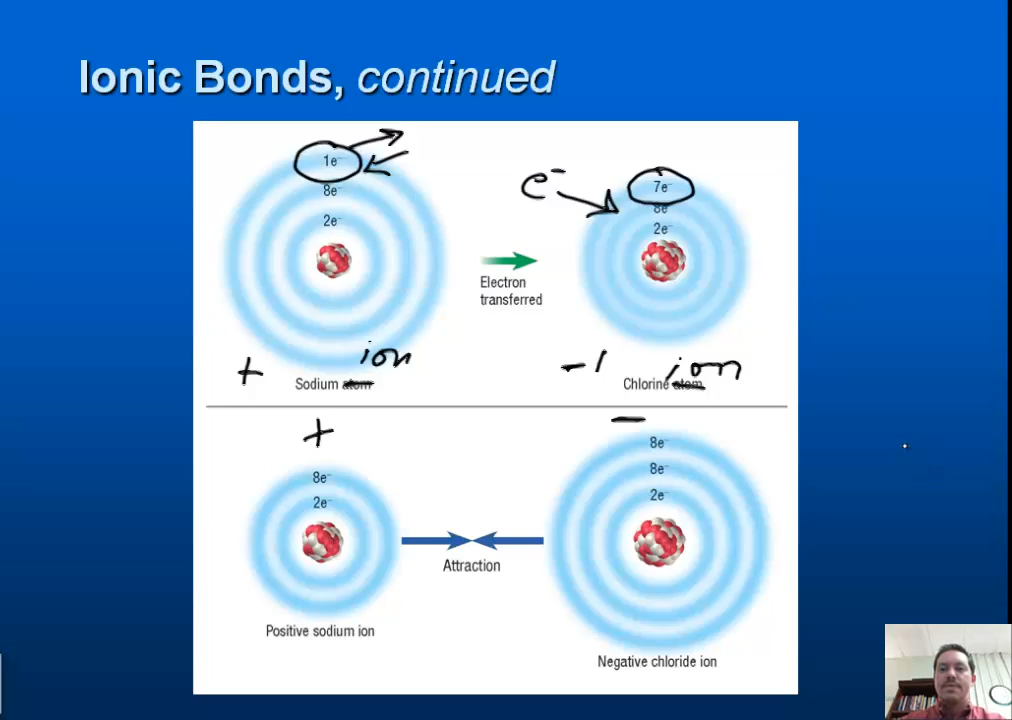 Ionic Bonds, continued
1e⁻
8e⁻
2e⁻
e⁻
7e⁻
8e⁻
2e⁻
Electron
transferred
+
ion
Sodium atom
-1
ion
Chlorine atom
+
8e⁻
2e⁻
−
8e⁻
8e⁻
2e⁻
Attraction
Positive sodium ion
Negative chloride ion